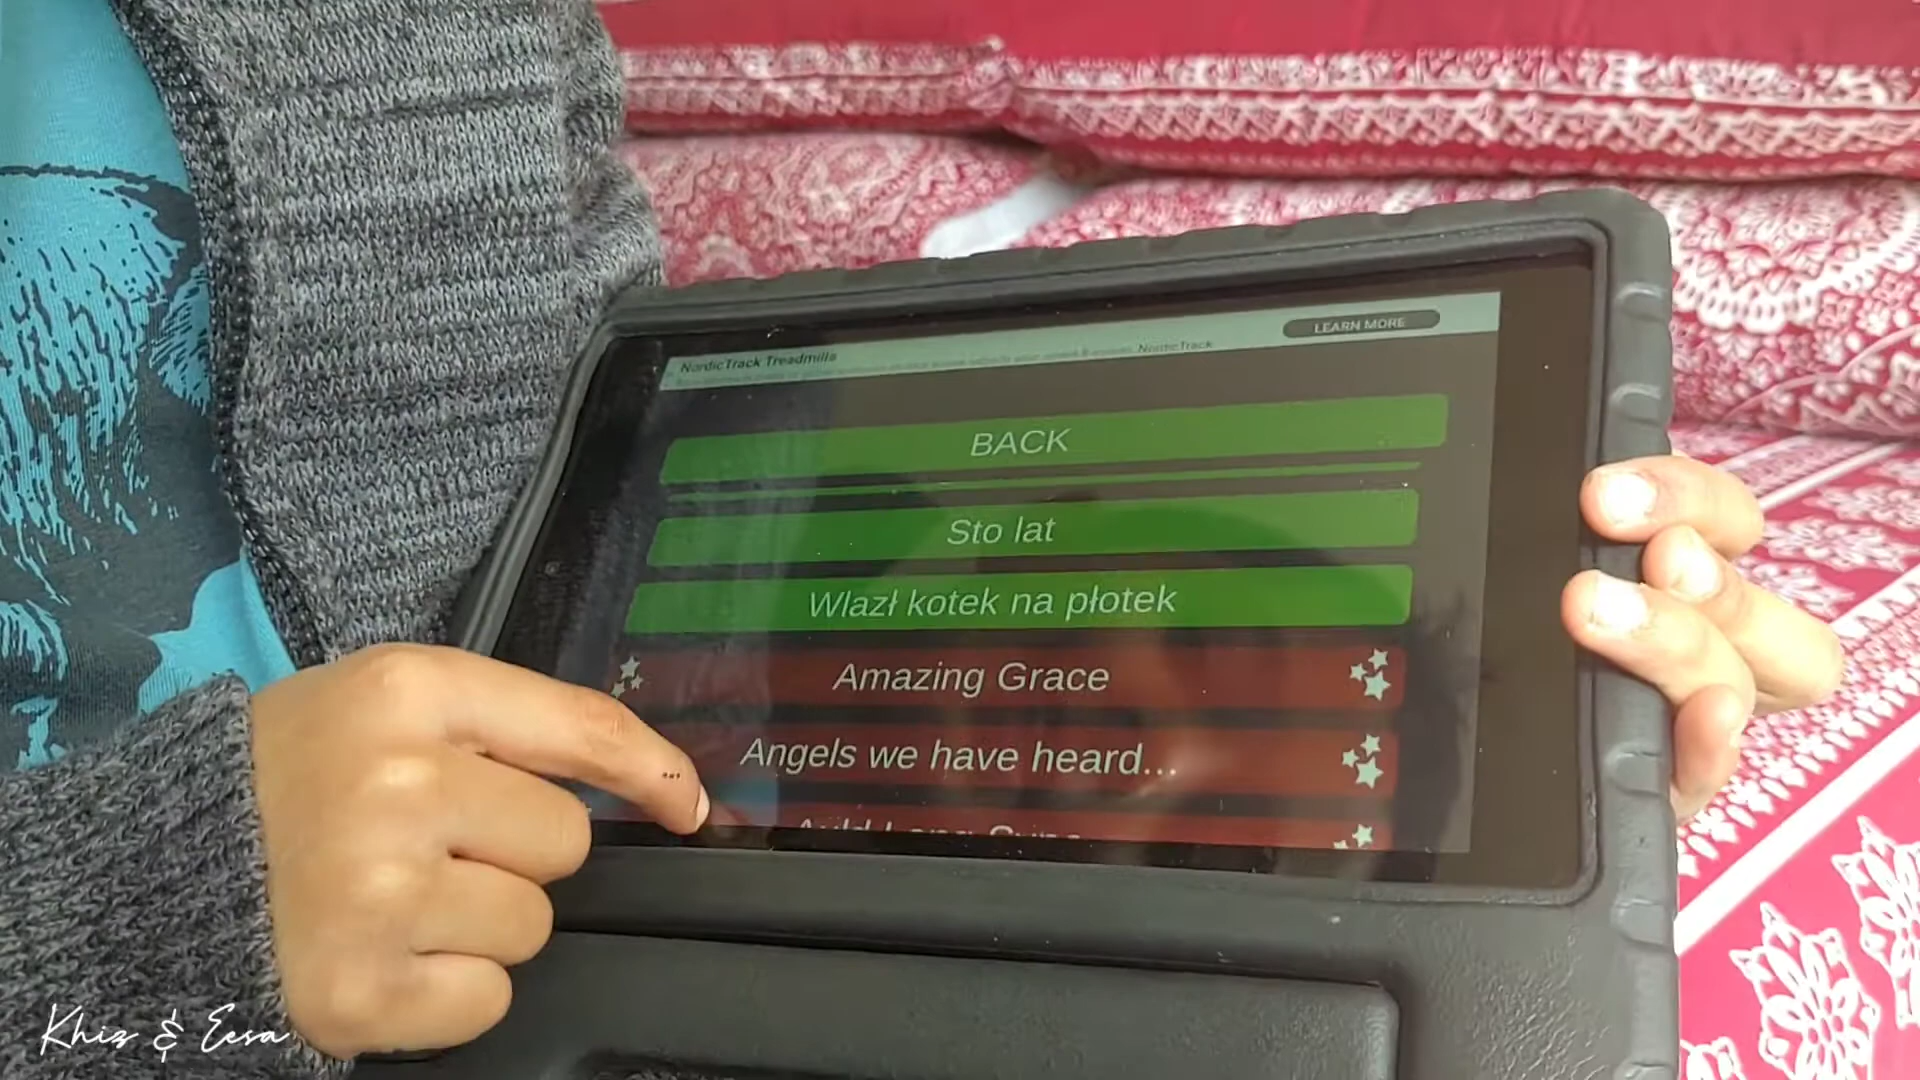 NordicTrack Treadmills
NordicTrack
LEARN MORE
BACK
Sto lat
Wlazł kotek na płotek
Amazing Grace
Angels we have heard...
Khiz & Eesa